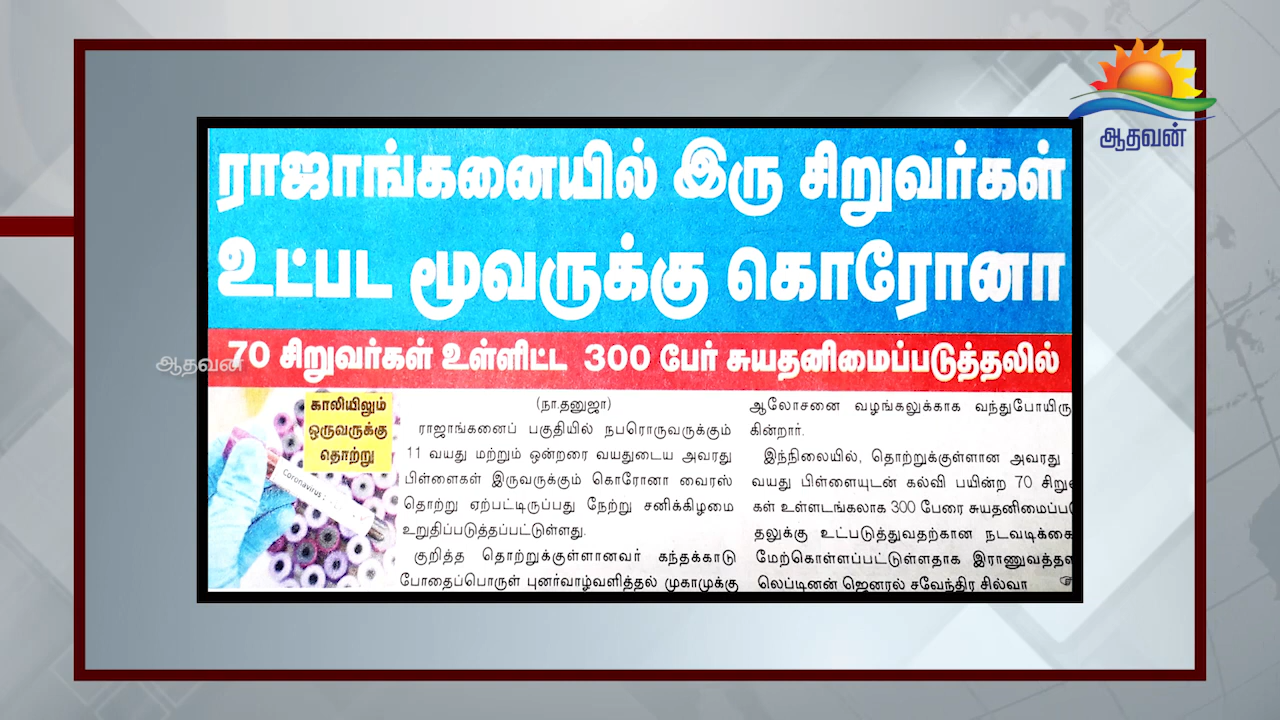 ஆதவன்
ராஜாங்கனையில் இரு சிறுவர்கள்
உட்பட மூவருக்கு கொரோனா
ஆதவன்
70 சிறுவர்கள் உள்ளிட்ட 300 பேர் சுயதனிமைப்படுத்தலில்
காலியிலும்
ஒருவருக்கு
தொற்று
Coronavirus
(நா.தனுஜா)
ராஜாங்கனைப் பகுதியில் நபரொருவருக்கும்
11 வயது மற்றும் ஒன்றரை வயதுடைய அவரது
பிள்ளைகள் இருவருக்கும் கொரோனா வைரஸ்
தொற்று ஏற்பட்டிருப்பது நேற்று சனிக்கிழமை
உறுதிப்படுத்தப்பட்டுள்ளது.
குறித்த தொற்றுக்குள்ளானவர் கந்தக்காடு
போதைப்பொருள் புனர்வாழ்வளித்தல் முகாமுக்கு
ஆலோசனை வழங்கலுக்காக வந்துபோயிரு
கின்றார்.
இந்நிலையில், தொற்றுக்குள்ளான அவரது
வயது பிள்ளையுடன் கல்வி பயின்ற 70 சிறு
கள் உள்ளடங்கலாக 300 பேரை சுயதனிமைப்ப
தலுக்கு உட்படுத்துவதற்கான நடவடிக்கை
மேற்கொள்ளப்பட்டுள்ளதாக இராணுவத்த
லெப்டினன் ஜெனரல் சவேந்திர சில்வா